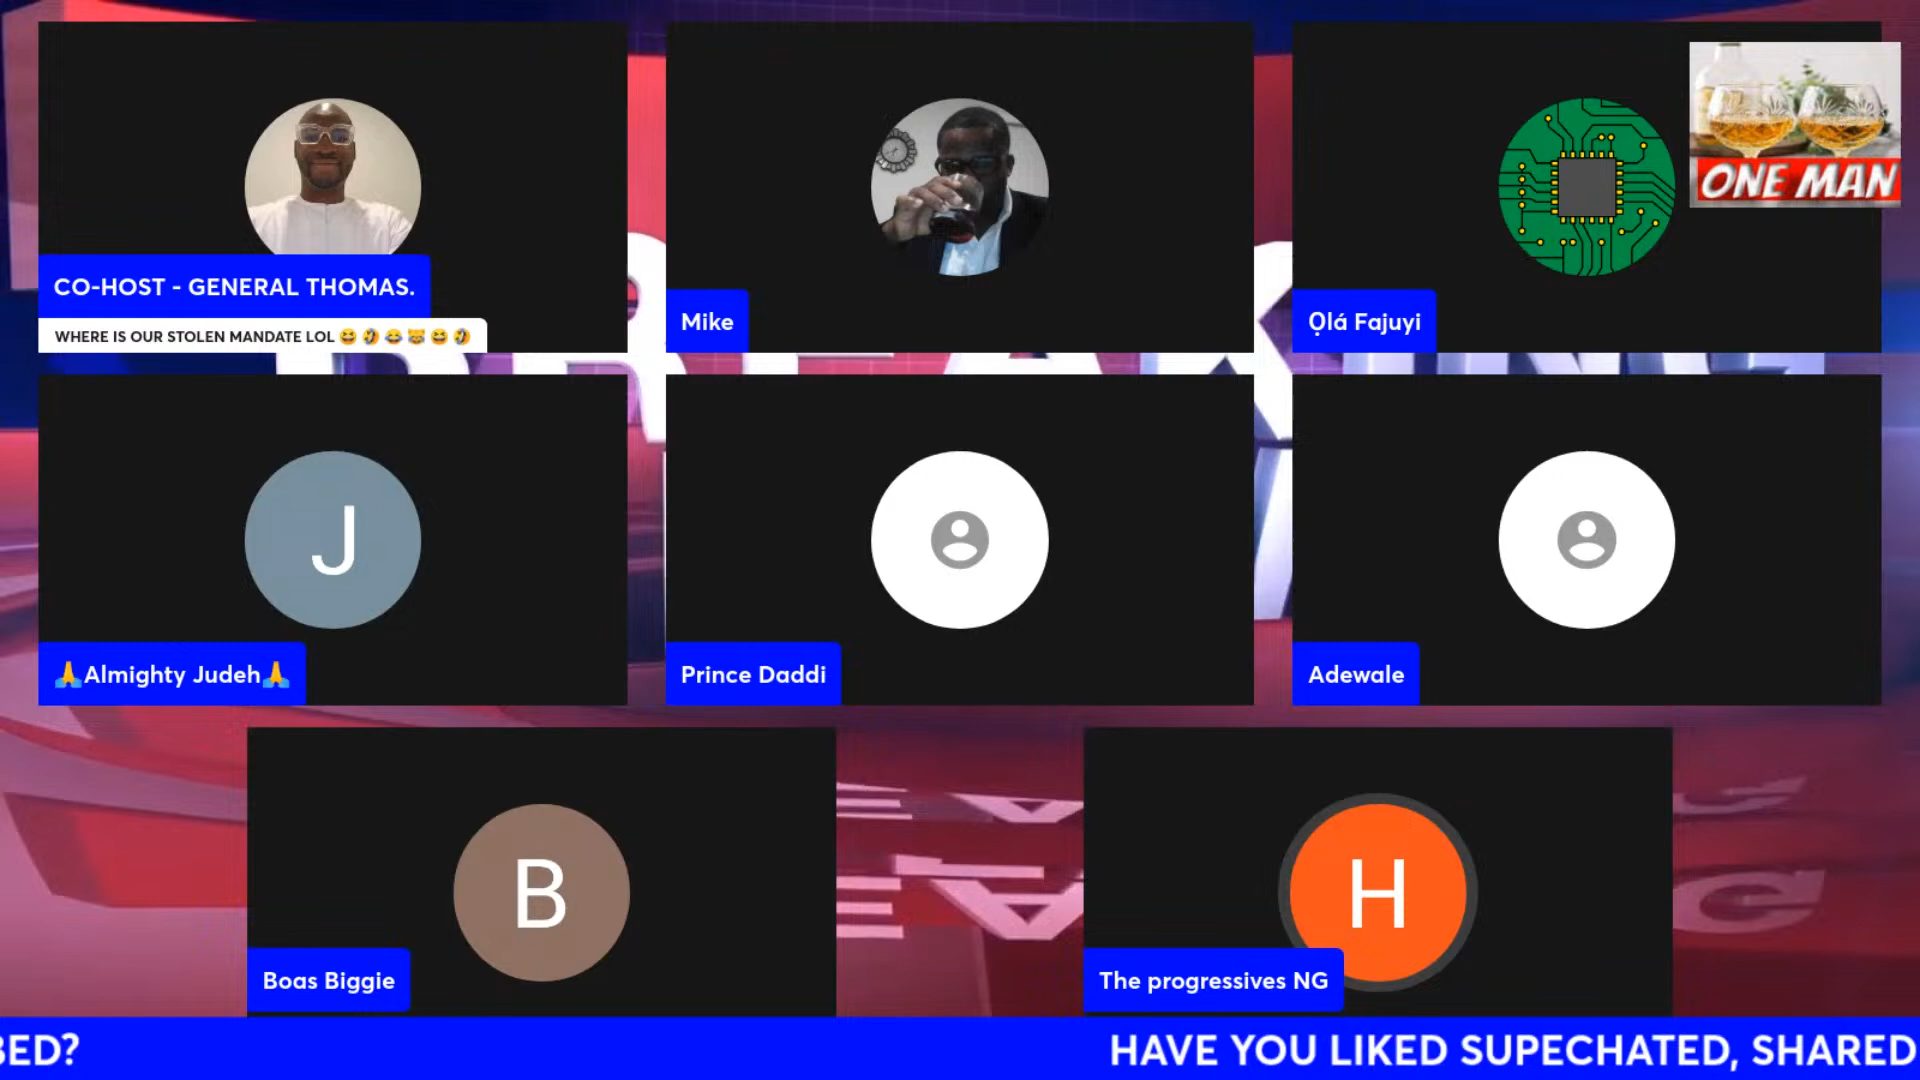 ONE MAN
CO-HOST - GENERAL THOMAS.
WHERE IS OUR STOLEN MANDATE LOL 😆 🤣 😂 😹 😆 🤣
Mike
Ọlá Fajuyi
J
🙏Almighty Judeh🙏
Prince Daddi
Adewale
B
Boas Biggie
H
The progressives NG
BED? HAVE YOU LIKED SUPECHATED, SHARED